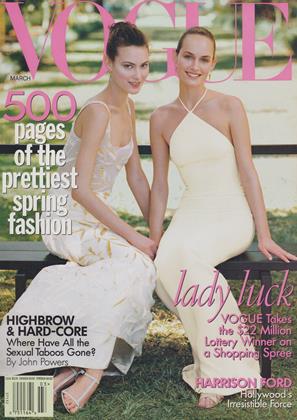 VOGUE
MARCH
500
pages
of the
prettiest
spring
fashion
lady luck
VOGUE Takes
the $22 Million
Lottery Winner on
a Shopping Spree
HIGHBROW
& HARD-CORE
Where Have All the
Sexual Taboos Gone?
By John Powers
HARRISON FORD
Hollywood's
Irresistible Force